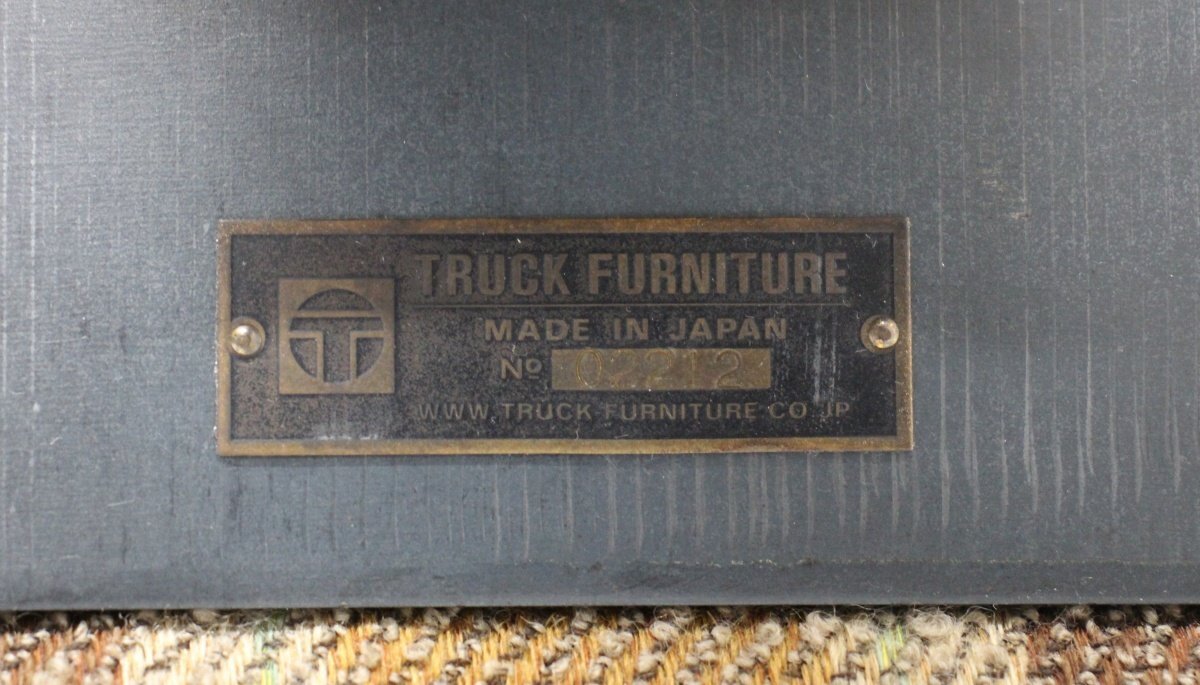 TRUCK FURNITURE
MADE IN JAPAN
Nº 02212
WWW.TRUCK FURNITURE.CO.JP